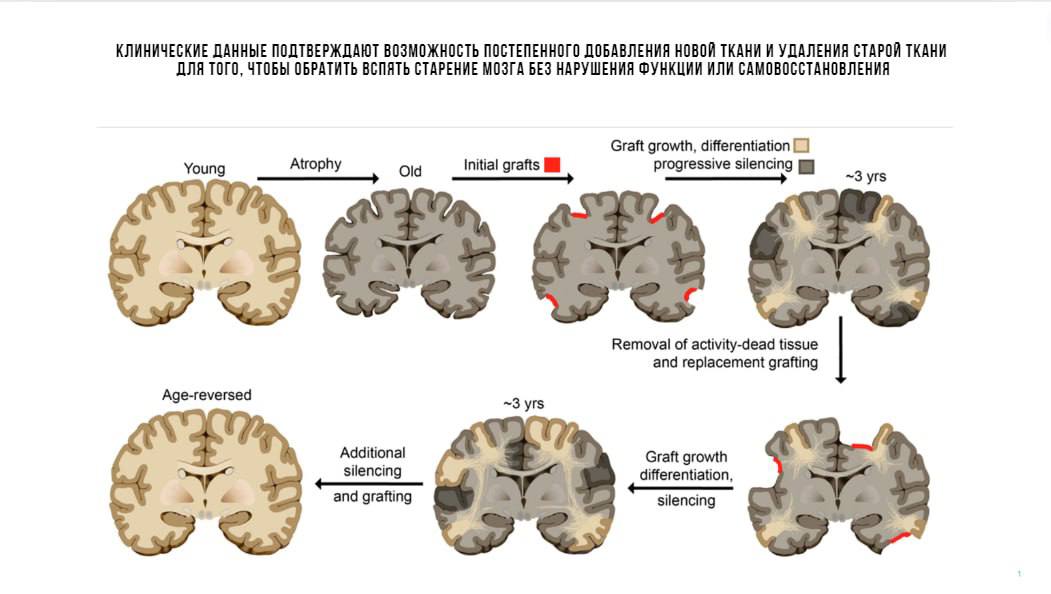 КЛИНИЧЕСКИЕ ДАННЫЕ ПОДТВЕРЖДАЮТ ВОЗМОЖНОСТЬ ПОСТЕПЕННОГО ДОБАВЛЕНИЯ НОВОЙ ТКАНИ И УДАЛЕНИЯ СТАРОЙ ТКАНИ
ДЛЯ ТОГО, ЧТОБЫ ОБРАТИТЬ ВСПЯТЬ СТАРЕНИЕ МОЗГА БЕЗ НАРУШЕНИЯ ФУНКЦИИ ИЛИ САМОВОССТАНОВЛЕНИЯ
Young
Atrophy
Old
Initial grafts
Graft growth, differentiation
progressive silencing
~3 yrs
Removal of activity-dead tissue
and replacement grafting
Age-reversed
Additional
silencing
and grafting
~3 yrs
Graft growth
differentiation,
silencing
1